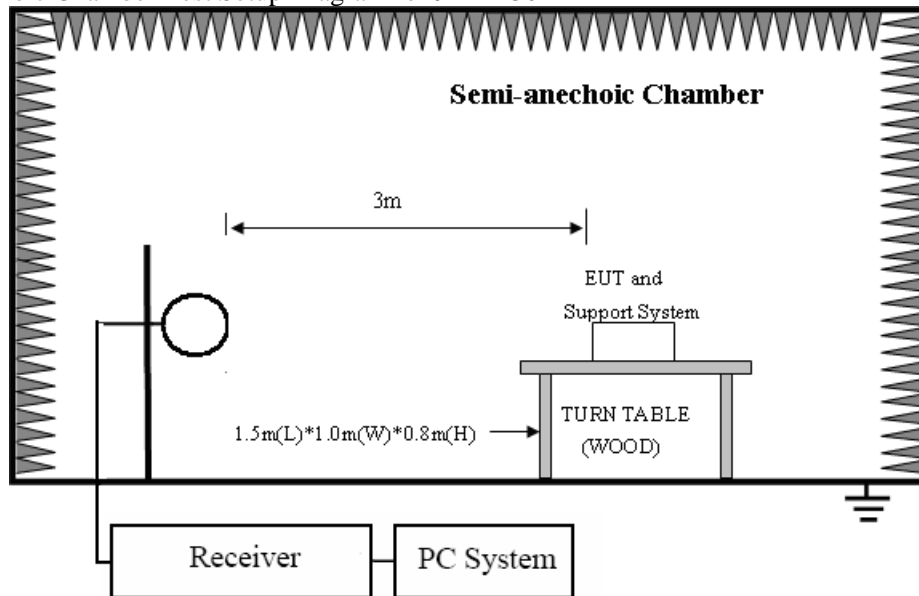 Semi-anechoic Chamber
3m
EUT and
Support System
1.5m(L)*1.0m(W)*0.8m(H)
TURN TABLE
(WOOD)
Receiver
PC System